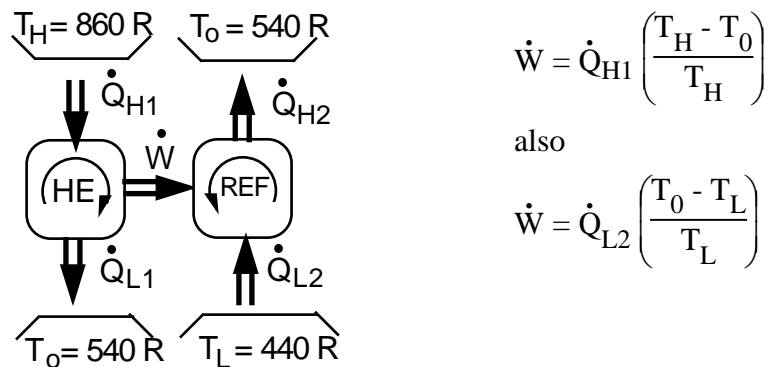 T_H = 860 R T_o = 540 R
Q̇_H1 Q̇_H2
Ẇ
HE REF
Q̇_L1 Q̇_L2
T_o = 540 R T_L = 440 R
Ẇ = Q̇_H1 ( (T_H - T_0) / T_H )
also
Ẇ = Q̇_L2 ( (T_0 - T_L) / T_L )